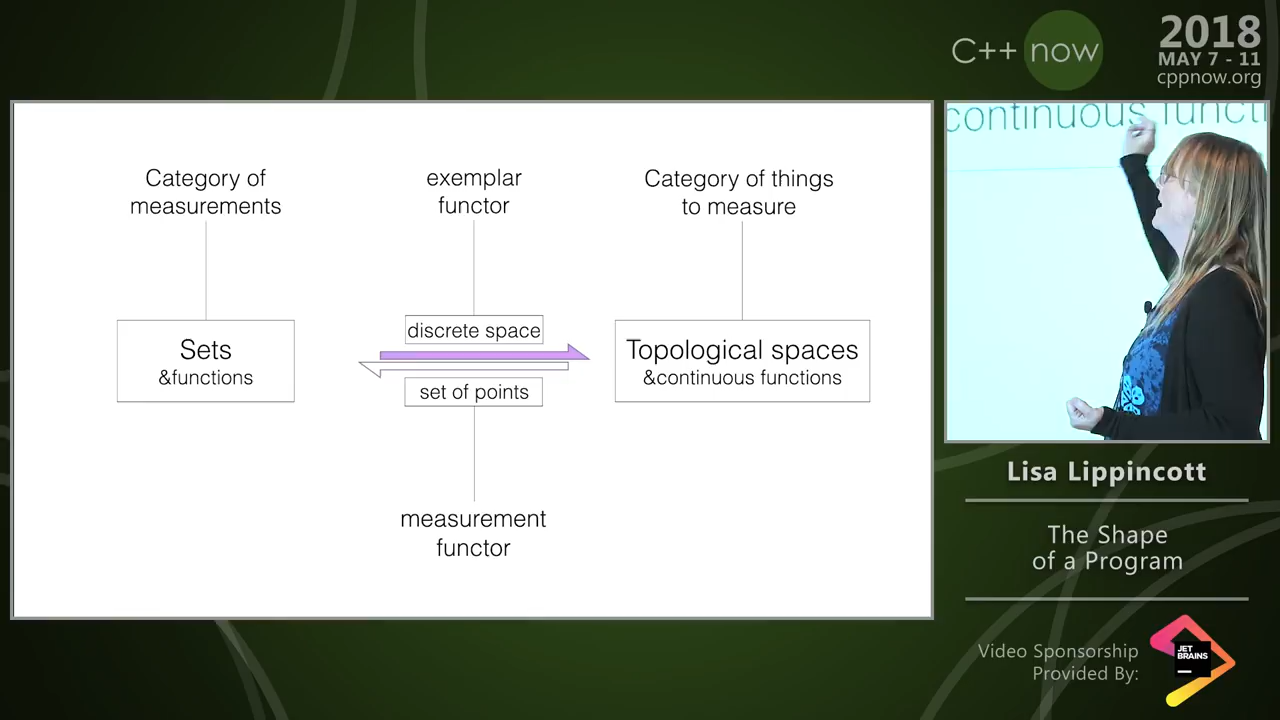 C++ now
2018
MAY 7 - 11
cppnow.org
Category of
measurements
exemplar
functor
Category of things
to measure
discrete space
Sets
&functions
Topological spaces
&continuous functions
set of points
measurement
functor
continuous functi
Lisa Lippincott
The Shape
of a Program
Video Sponsorship
Provided By:
JET
BRAINS